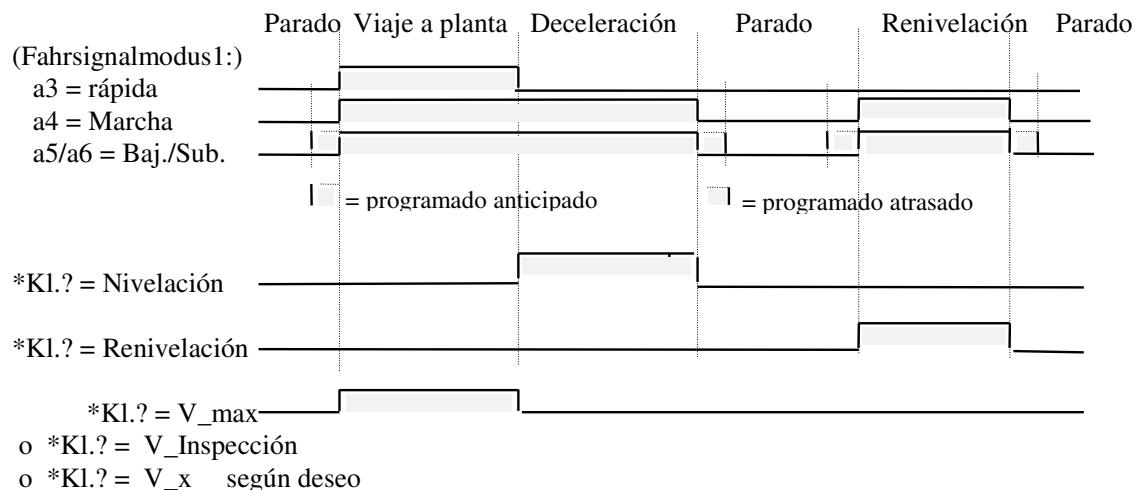 Parado Viaje a planta Deceleración Parado Renivelación Parado
(Fahrsignalmodus1:)
a3 = rápida
a4 = Marcha
a5/a6 = Baj./Sub.
= programado anticipado = programado atrasado
*Kl.? = Nivelación
*Kl.? = Renivelación
*Kl.? = V_max
o *Kl.? = V_Inspección
o *Kl.? = V_x según deseo